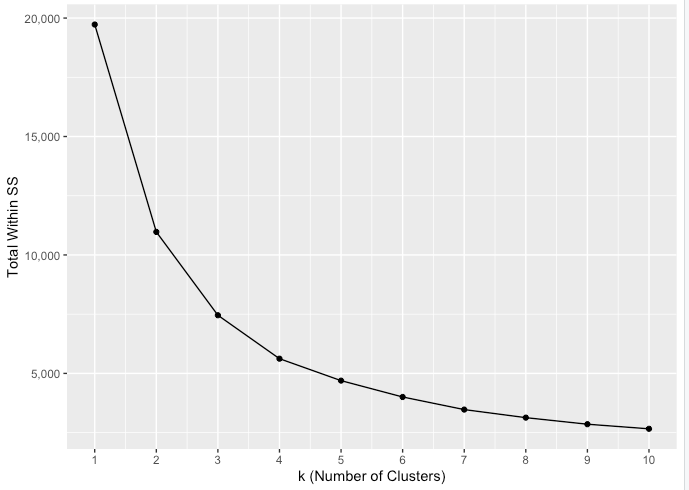 20,000
15,000
10,000
5,000
Total Within SS
1 2 3 4 5 6 7 8 9 10
k (Number of Clusters)